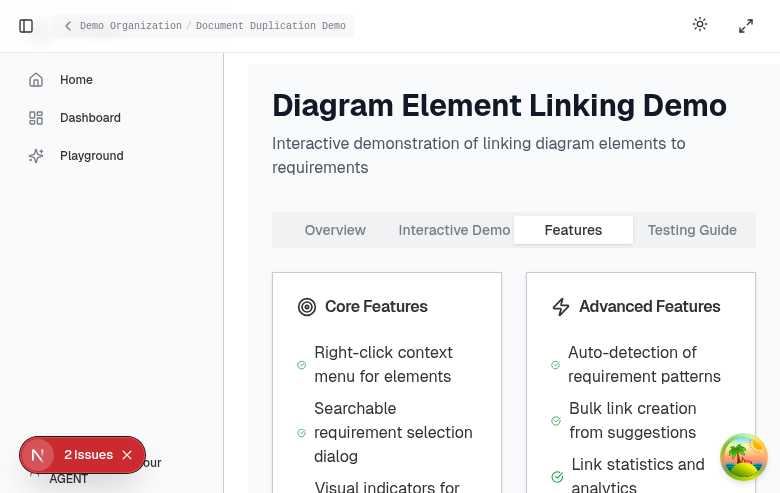 Demo Organization / Document Duplication Demo
Home
Dashboard
Playground
Diagram Element Linking Demo
Interactive demonstration of linking diagram elements to
requirements
Overview
Interactive Demo
Features
Testing Guide
Core Features
Right-click context
menu for elements
Searchable
requirement selection
dialog
Visual indicators for
Advanced Features
Auto-detection of
requirement patterns
Bulk link creation
from suggestions
Link statistics and
analytics
N
2 Issues
our
AGENT